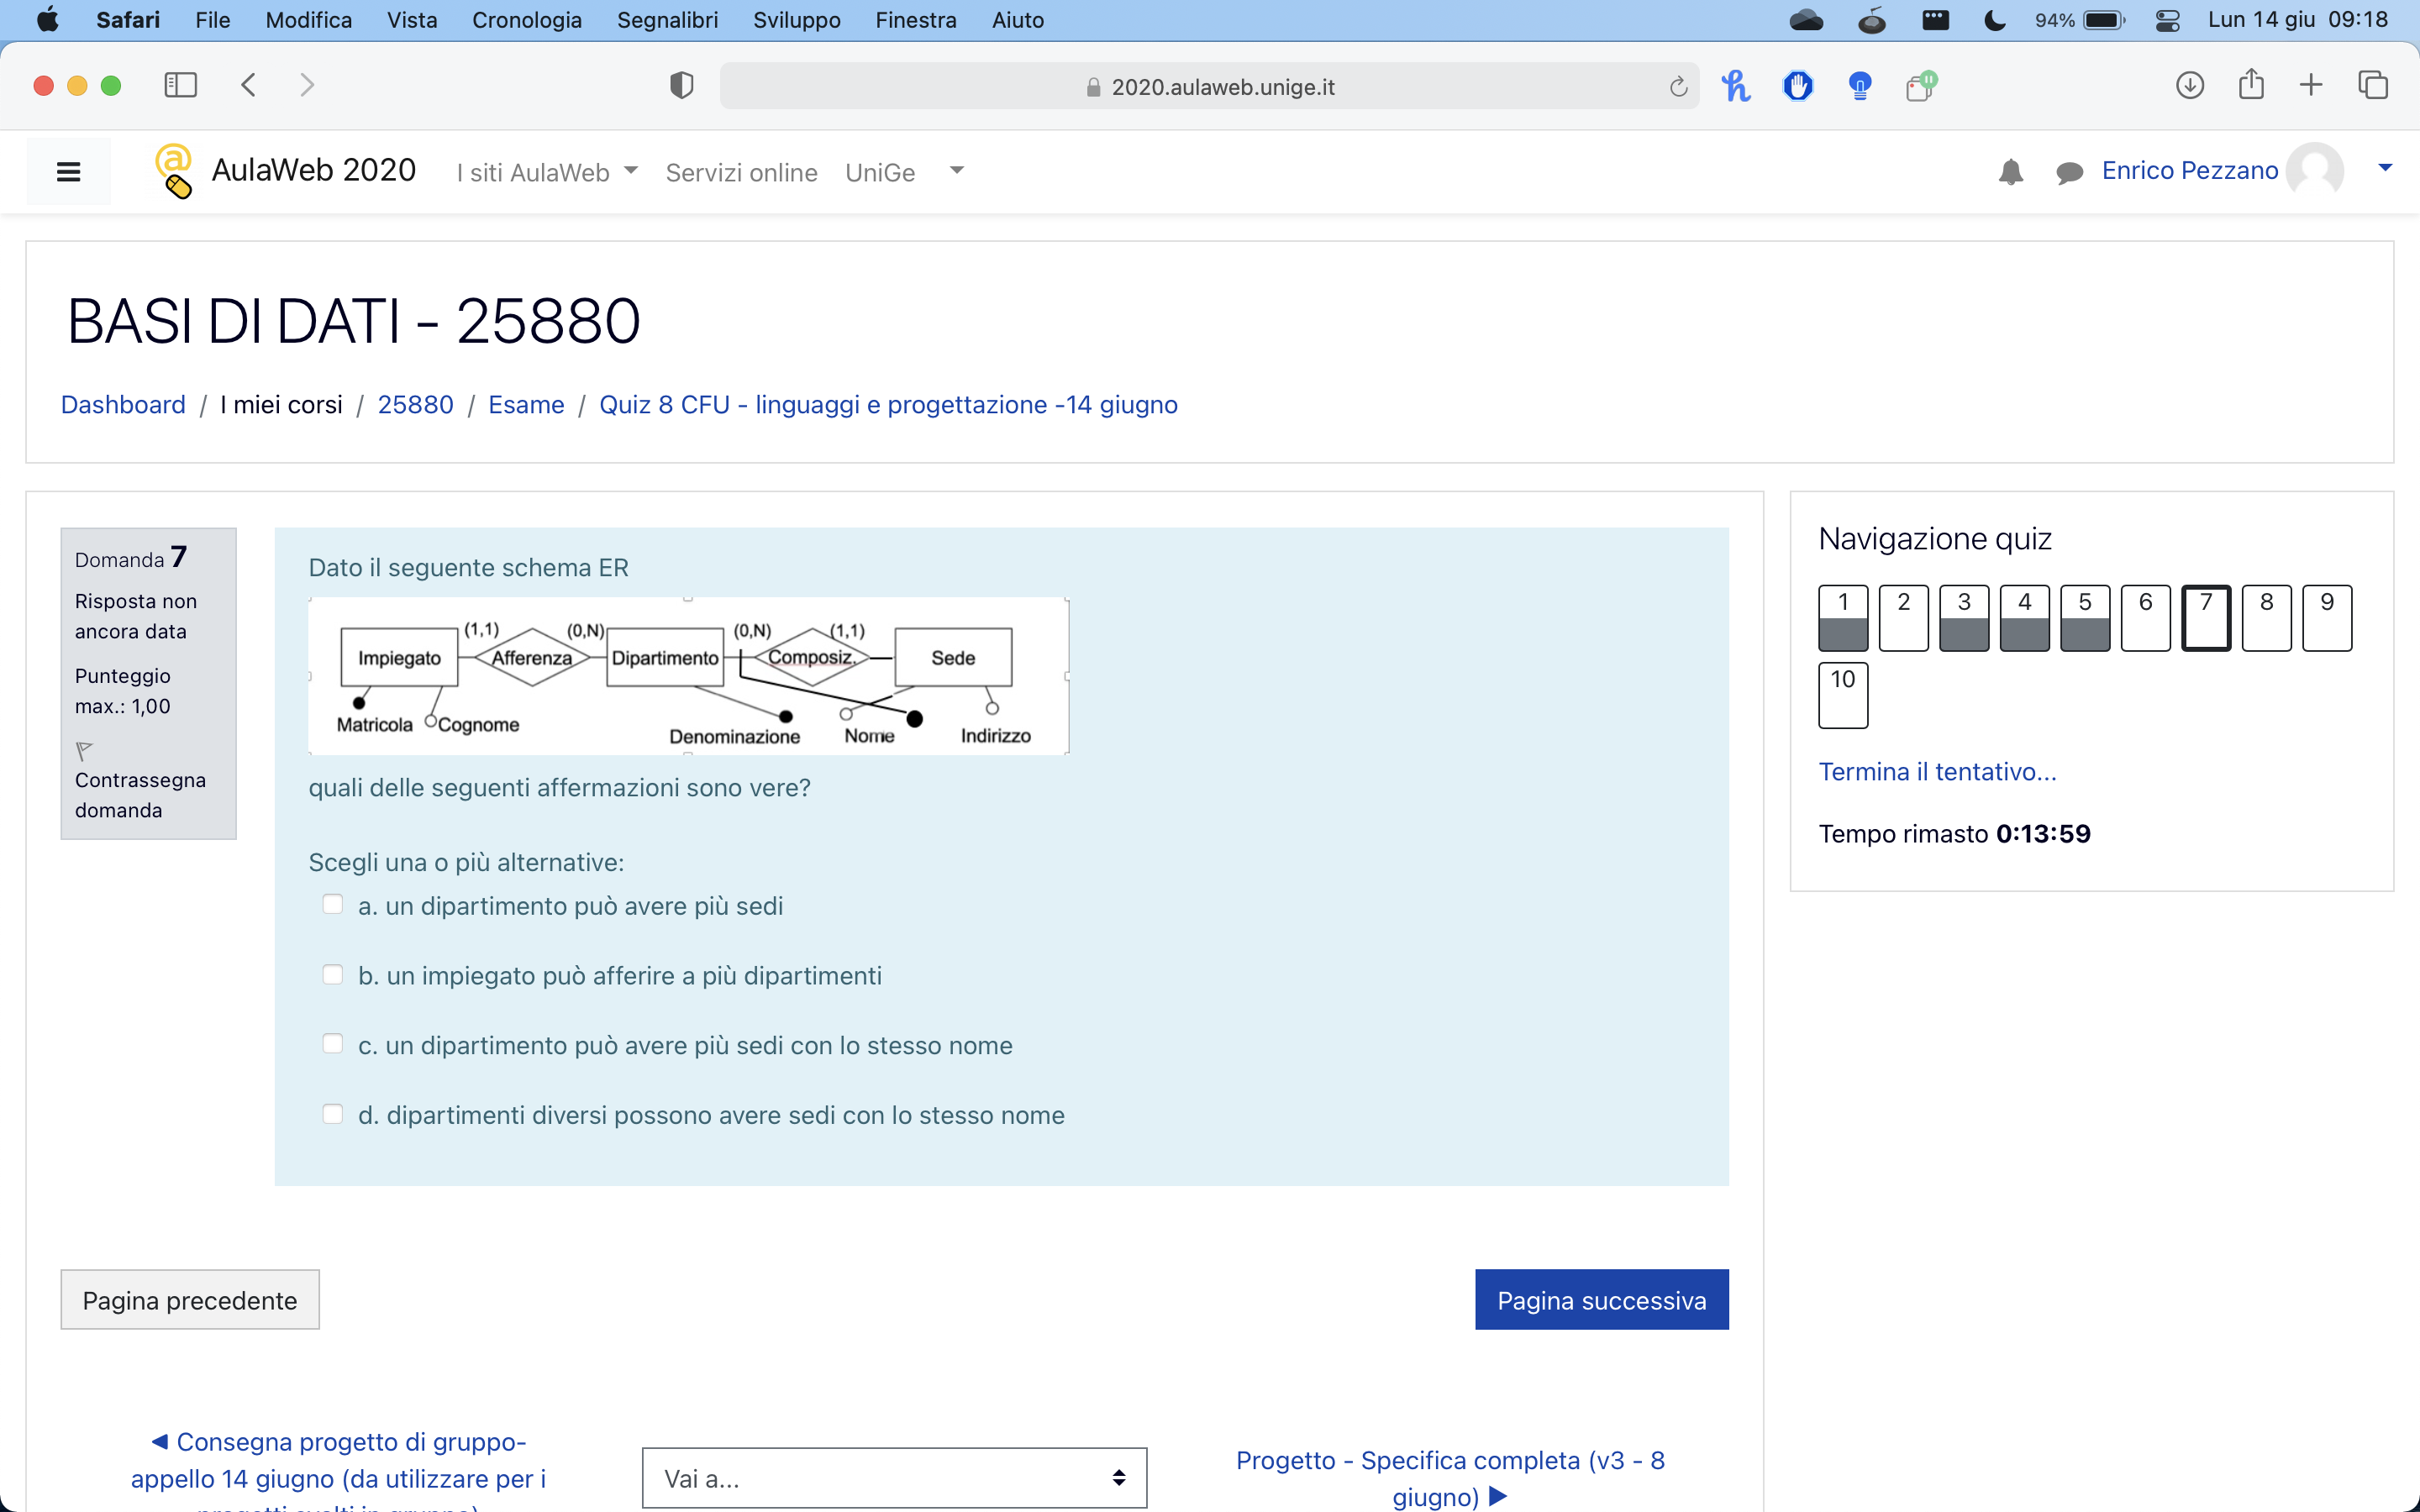 Safari File Modifica Vista Cronologia Segnalibri Sviluppo Finestra Aiuto 94% Lun 14 giu 09:18
2020.aulaweb.unige.it
AulaWeb 2020 I siti AulaWeb Servizi online UniGe Enrico Pezzano
BASI DI DATI - 25880
Dashboard / I miei corsi / 25880 / Esame / Quiz 8 CFU - linguaggi e progettazione -14 giugno
Domanda 7
Risposta non
ancora data
Punteggio
max.: 1,00
Contrassegna
domanda
Dato il seguente schema ER
(1,1) (0,N) (0,N) (1,1)
Impiegato Afferenza Dipartimento Composiz. Sede
Matricola Cognome Denominazione Nome Indirizzo
quali delle seguenti affermazioni sono vere?
Scegli una o più alternative:
a. un dipartimento può avere più sedi
b. un impiegato può afferire a più dipartimenti
c. un dipartimento può avere più sedi con lo stesso nome
d. dipartimenti diversi possono avere sedi con lo stesso nome
Navigazione quiz
1 2 3 4 5 6 7 8 9
10
Termina il tentativo...
Tempo rimasto 0:13:59
Pagina precedente Pagina successiva
◄ Consegna progetto di gruppo-
appello 14 giugno (da utilizzare per i
progetti svolti in gruppo)
Vai a...
Progetto - Specifica completa (v3 - 8
giugno) ►